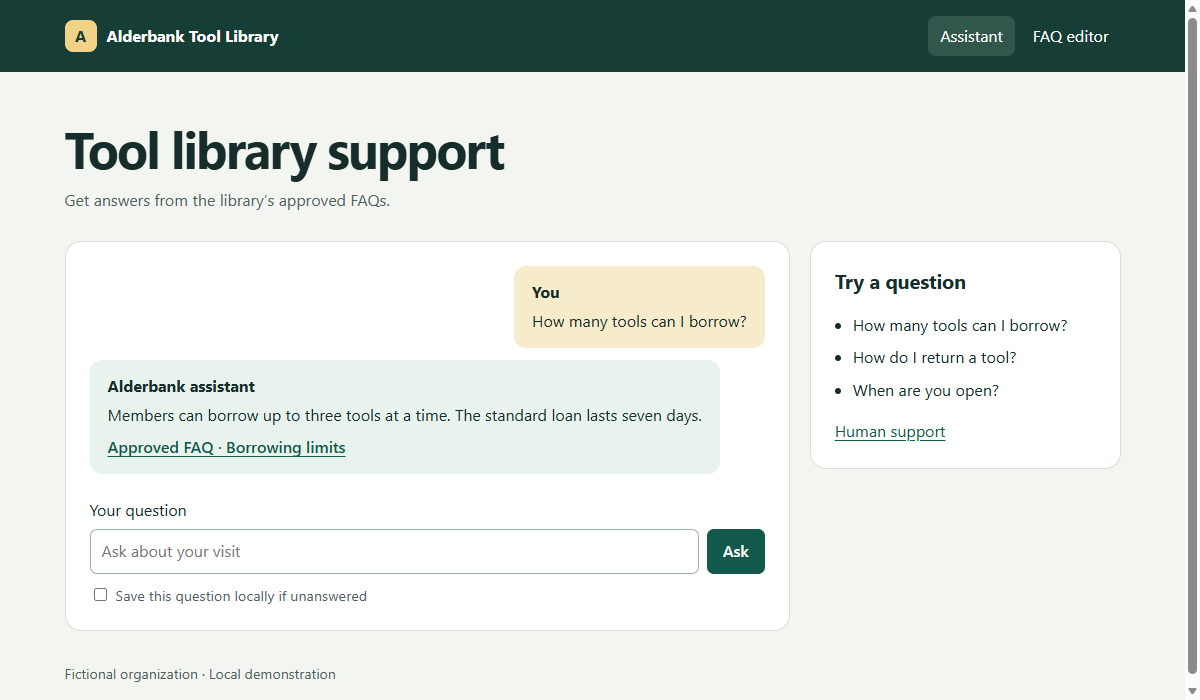 A
Alderbank Tool Library
Assistant
FAQ editor
Tool library support
Get answers from the library’s approved FAQs.
You
How many tools can I borrow?
Alderbank assistant
Members can borrow up to three tools at a time. The standard loan lasts seven days.
Approved FAQ · Borrowing limits
Your question
Ask about your visit
Ask
Save this question locally if unanswered
Try a question
How many tools can I borrow?
How do I return a tool?
When are you open?
Human support
Fictional organization · Local demonstration